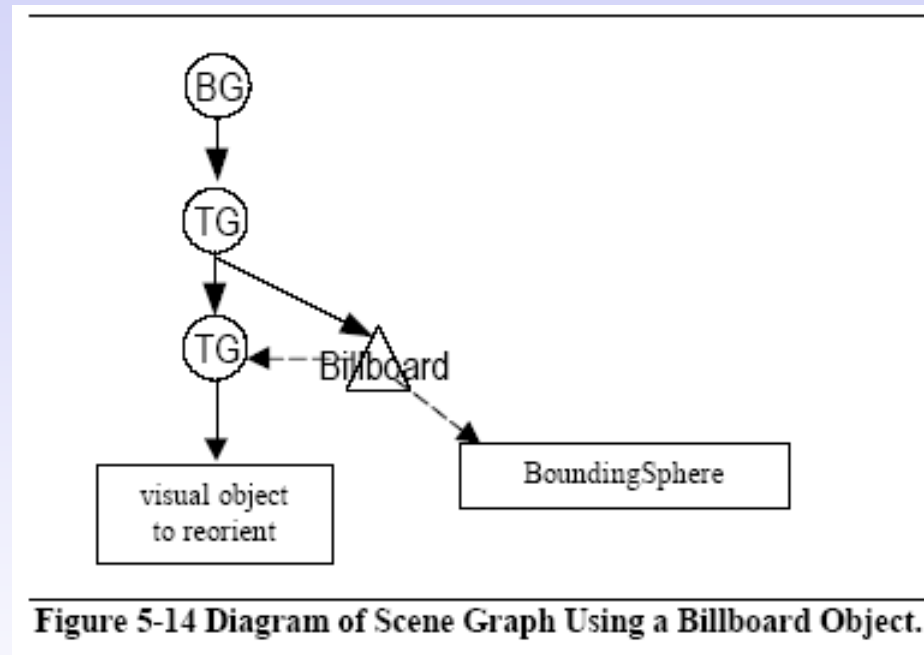 BG
TG
TG
Billboard
BoundingSphere
visual object
to reorient
Figure 5-14 Diagram of Scene Graph Using a Billboard Object.